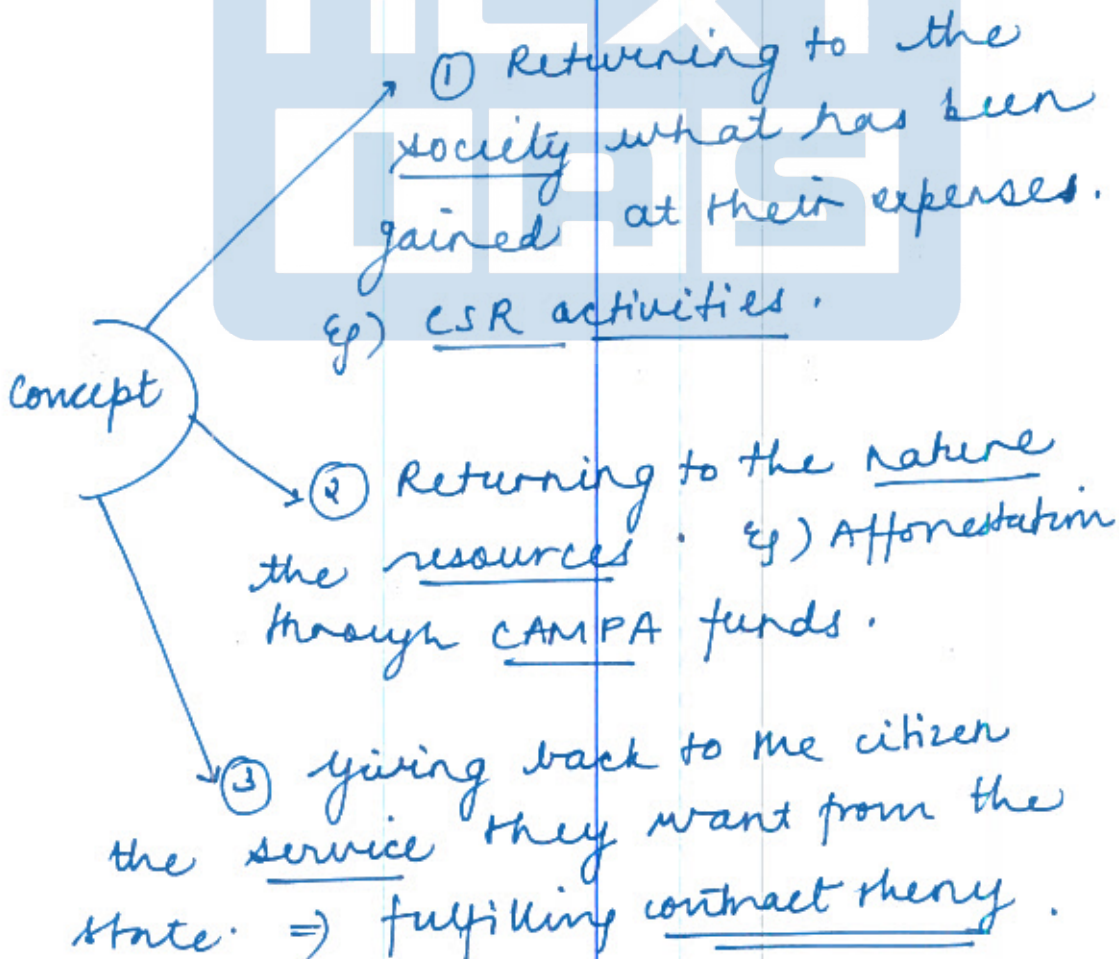 NEXT
IAS
① Returning to the
society what has been
gained at their expenses.
Eg) CSR activities.
Concept
② Returning to the nature
the resources. Eg) Afforestation
through CAMPA funds.
③ Giving back to the citizen
the service they want from the
state. ⇒ fulfilling contract theory.